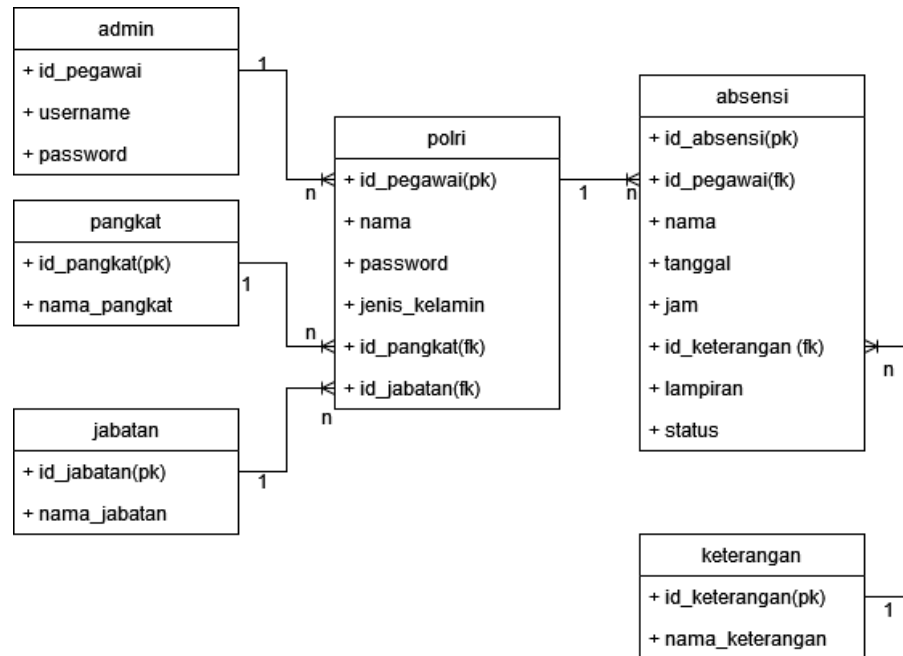 admin
+ id_pegawai
+ username
+ password
1
n
pangkat
+ id_pangkat(pk)
+ nama_pangkat
1
n
jabatan
+ id_jabatan(pk)
+ nama_jabatan
1
n
polri
+ id_pegawai(pk)
+ nama
+ password
+ jenis_kelamin
+ id_pangkat(fk)
+ id_jabatan(fk)
1
n
absensi
+ id_absensi(pk)
+ id_pegawai(fk)
+ nama
+ tanggal
+ jam
+ id_keterangan (fk)
+ lampiran
+ status
n
keterangan
+ id_keterangan(pk)
+ nama_keterangan
1